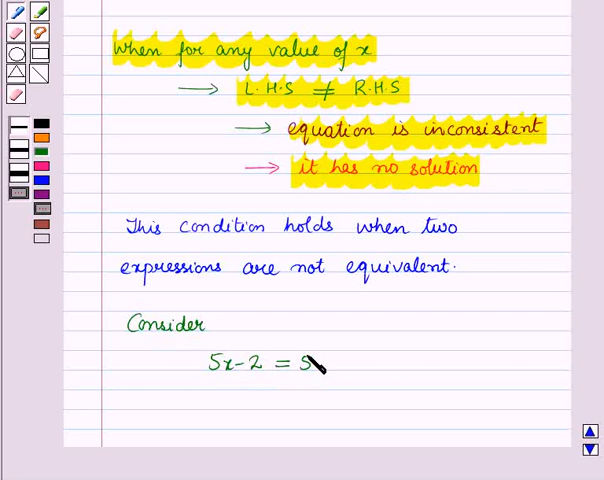 When for any value of x
→ L.H.S ≠ R.H.S
→ equation is inconsistent
→ it has no solution
This condition holds when two
expressions are not equivalent.
Consider
5x-2 = 5